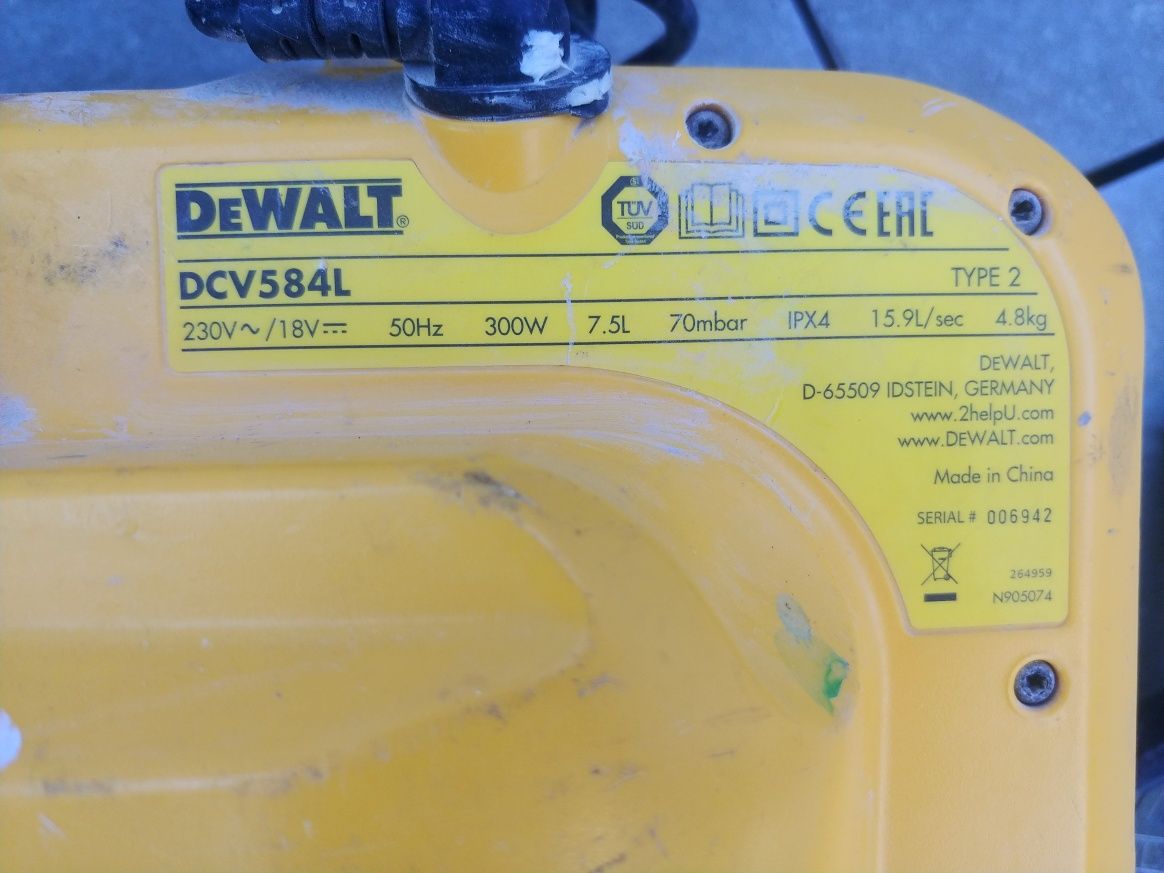 DEWALT®
TÜV
SÜD
CE EAC
DCV584L TYPE 2
230V~/18V⎓ 50Hz 300W 7.5L 70mbar IPX4 15.9L/sec 4.8kg
DEWALT,
D-65509 IDSTEIN, GERMANY
www.2helpU.com
www.DEWALT.com
Made in China
SERIAL # 006942
264959
N905074